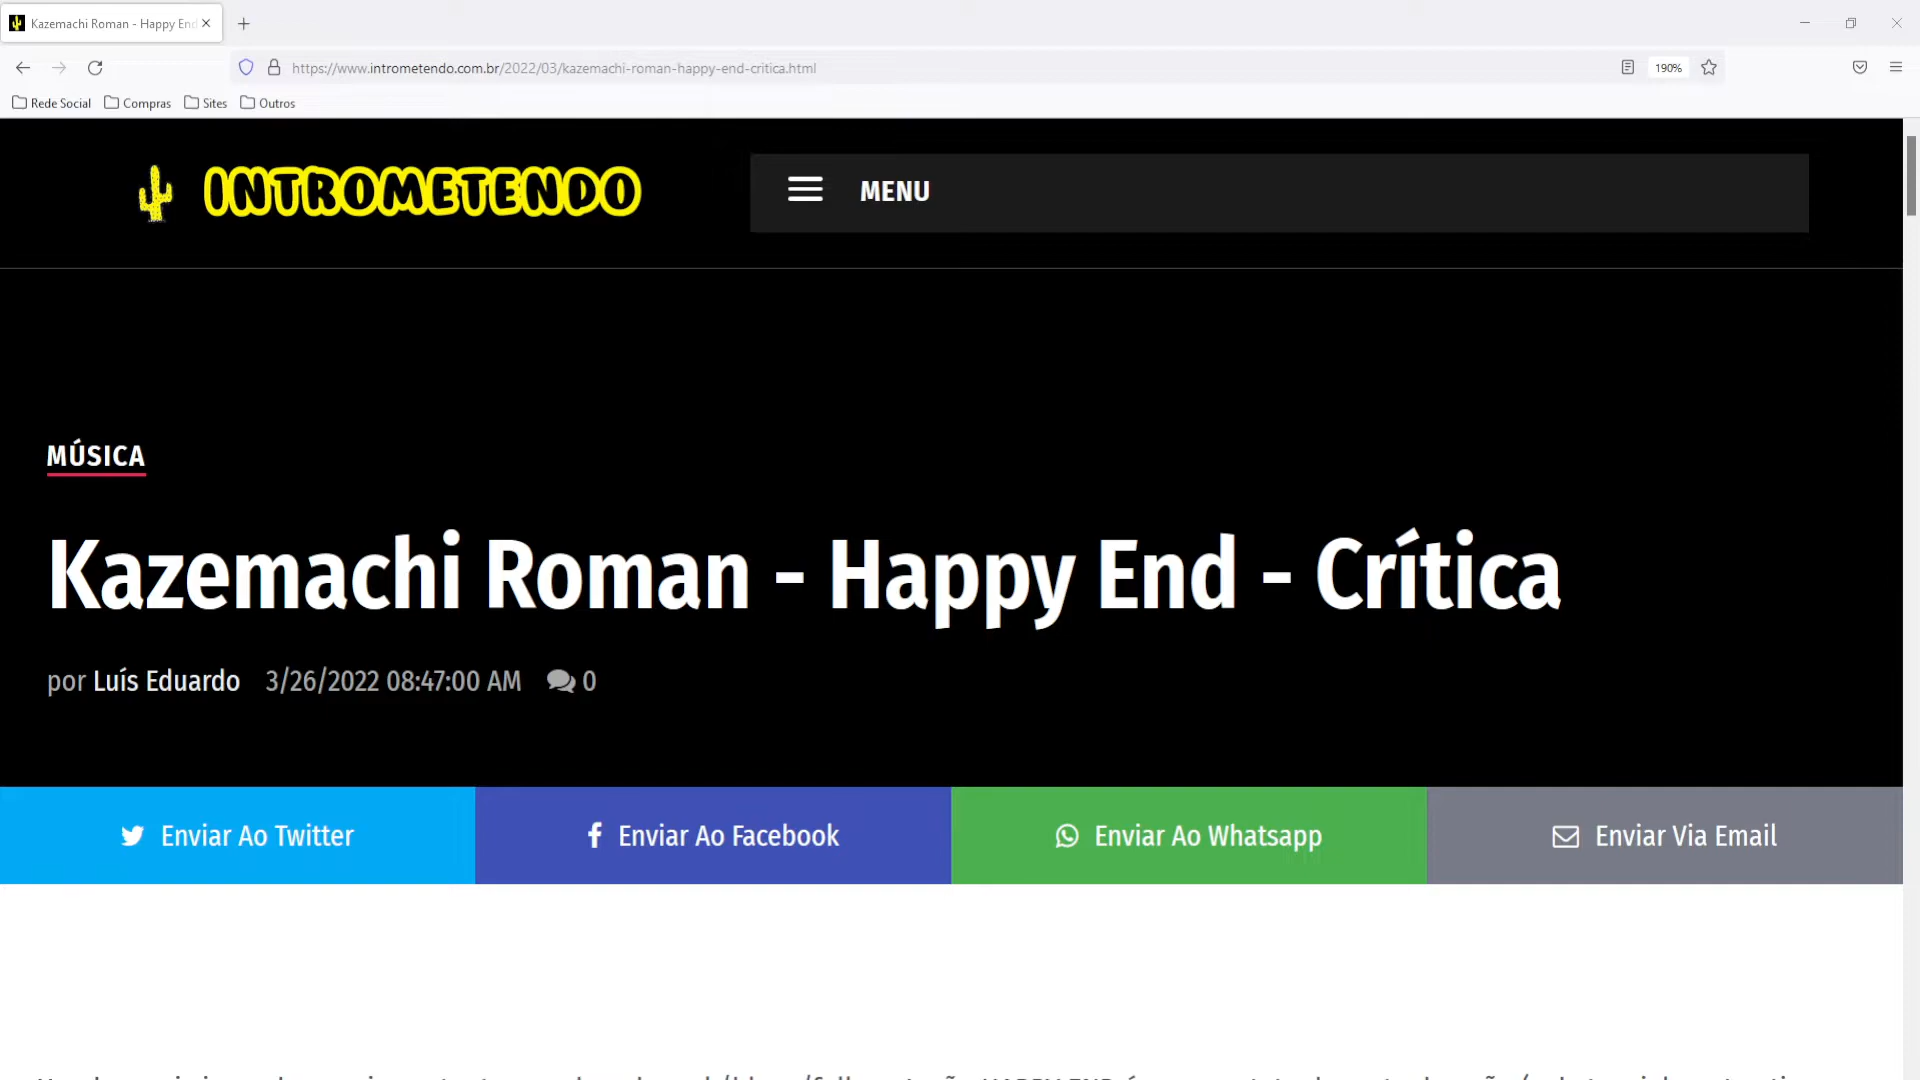 Kazemachi Roman - Happy End
https://www.intrometendo.com.br/2022/03/kazemachi-roman-happy-end-critica.html
190%
Rede Social Compras Sites Outros
INTROMETENDO
MENU
MÚSICA
Kazemachi Roman - Happy End - Crítica
por Luís Eduardo 3/26/2022 08:47:00 AM 0
Enviar Ao Twitter Enviar Ao Facebook Enviar Ao Whatsapp Enviar Via Email